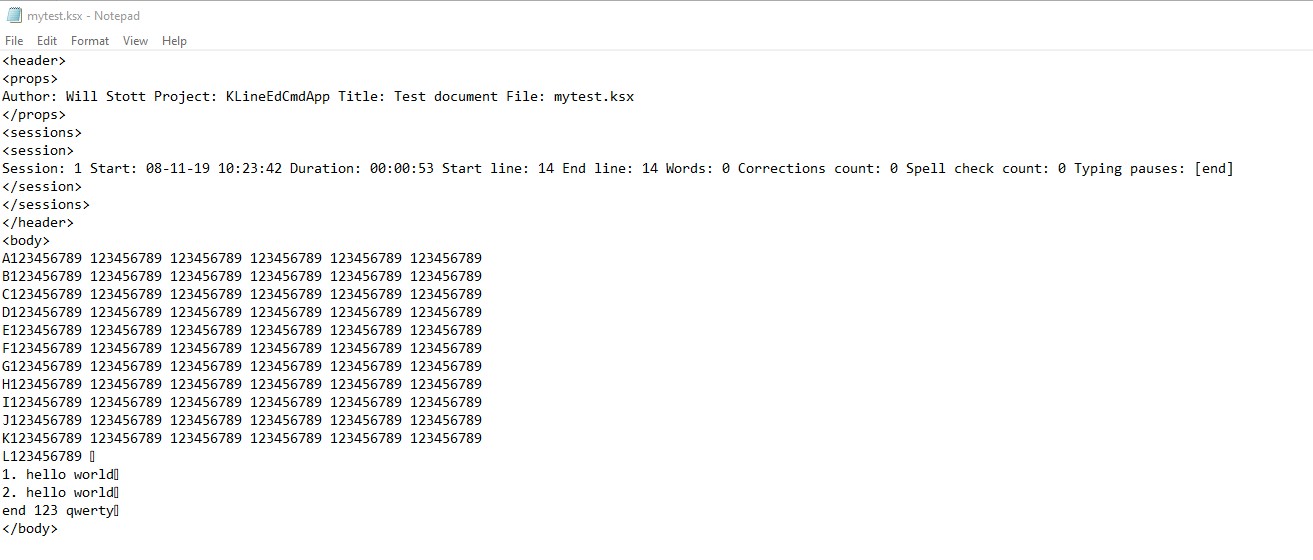 mytest.ksx - Notepad
File Edit Format View Help
<header>
<props>
Author: Will Stott Project: KLineEdCmdApp Title: Test document File: mytest.ksx
</props>
<sessions>
<session>
Session: 1 Start: 08-11-19 10:23:42 Duration: 00:00:53 Start line: 14 End line: 14 Words: 0 Corrections count: 0 Spell check count: 0 Typing pauses: [end]
</session>
</sessions>
</header>
<body>
A123456789 123456789 123456789 123456789 123456789 123456789
B123456789 123456789 123456789 123456789 123456789 123456789
C123456789 123456789 123456789 123456789 123456789 123456789
D123456789 123456789 123456789 123456789 123456789 123456789
E123456789 123456789 123456789 123456789 123456789 123456789
F123456789 123456789 123456789 123456789 123456789 123456789
G123456789 123456789 123456789 123456789 123456789 123456789
H123456789 123456789 123456789 123456789 123456789 123456789
I123456789 123456789 123456789 123456789 123456789 123456789
J123456789 123456789 123456789 123456789 123456789 123456789
K123456789 123456789 123456789 123456789 123456789 123456789
L123456789 ▯
1. hello world▯
2. hello world▯
end 123 qwerty▯
</body>